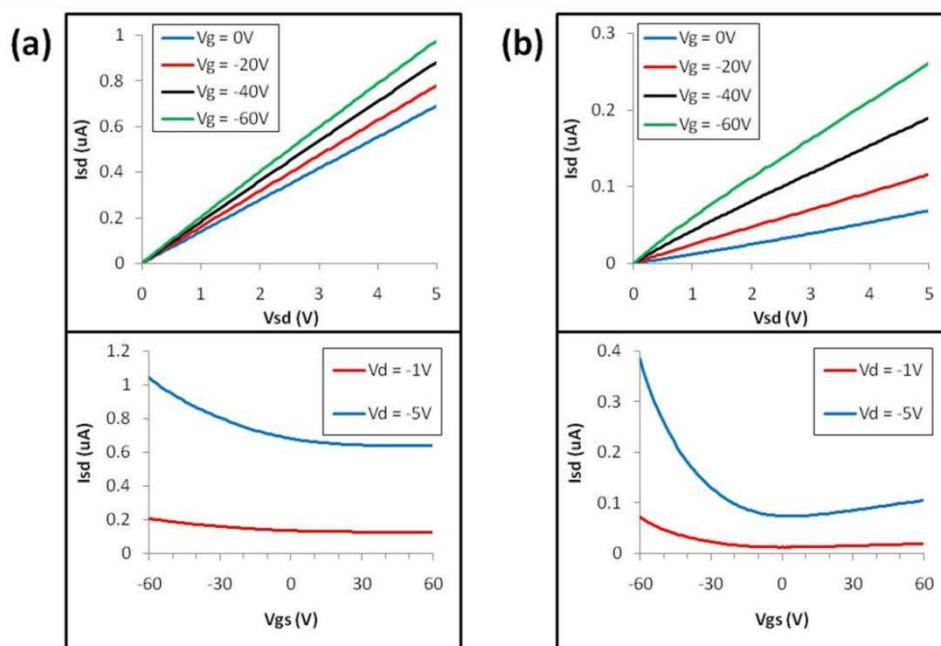 (a)
Isd (uA)
1
0.8
0.6
0.4
0.2
0
Vg = 0V
Vg = -20V
Vg = -40V
Vg = -60V
0 1 2 3 4 5
Vsd (V)
Isd (uA)
1.2
1
0.8
0.6
0.4
0.2
0
Vd = -1V
Vd = -5V
-60 -30 0 30 60
Vgs (V)
(b)
Isd (uA)
0.3
0.2
0.1
0
Vg = 0V
Vg = -20V
Vg = -40V
Vg = -60V
0 1 2 3 4 5
Vsd (V)
Isd (uA)
0.4
0.3
0.2
0.1
0
Vd = -1V
Vd = -5V
-60 -30 0 30 60
Vgs (V)